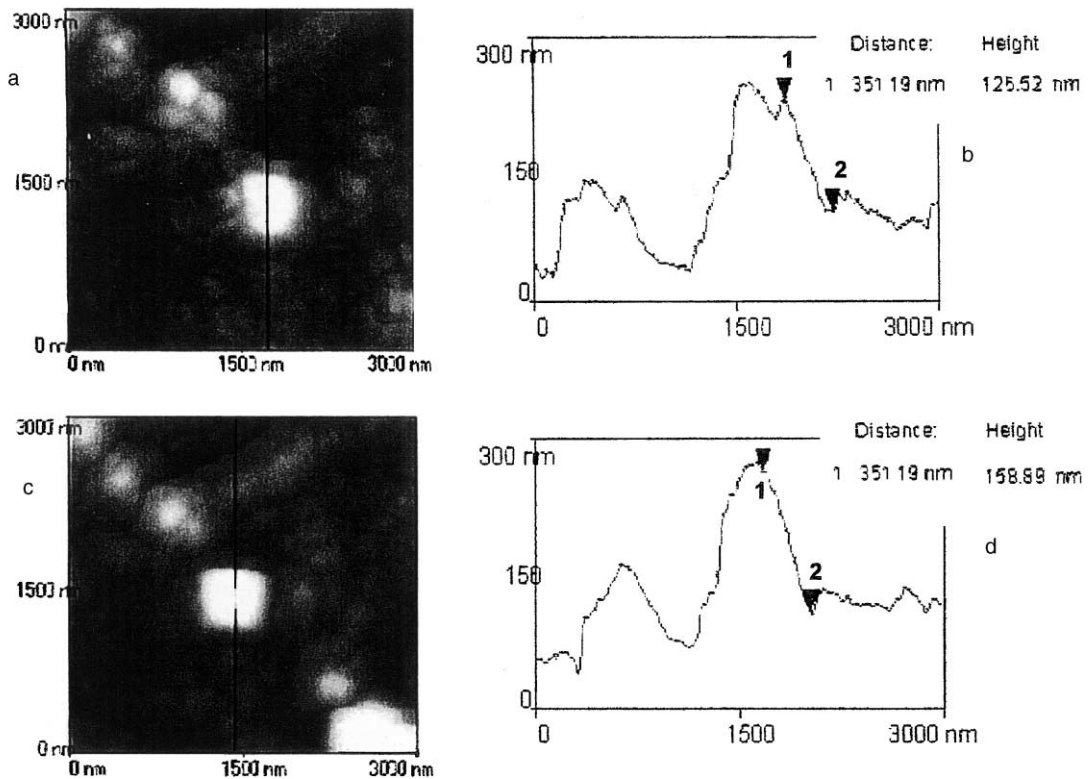 a
3000 nm
1500 nm
0 nm
0 nm 1500 nm 3000 nm
b
300 nm
150
0
0 1500 3000 nm
1
2
Distance: Height
1 351.19 nm 125.52 nm
c
3000 nm
1500 nm
0 nm
0 nm 1500 nm 3000 nm
d
300 nm
150
0
0 1500 3000 nm
1
2
Distance: Height
1 351.19 nm 158.89 nm